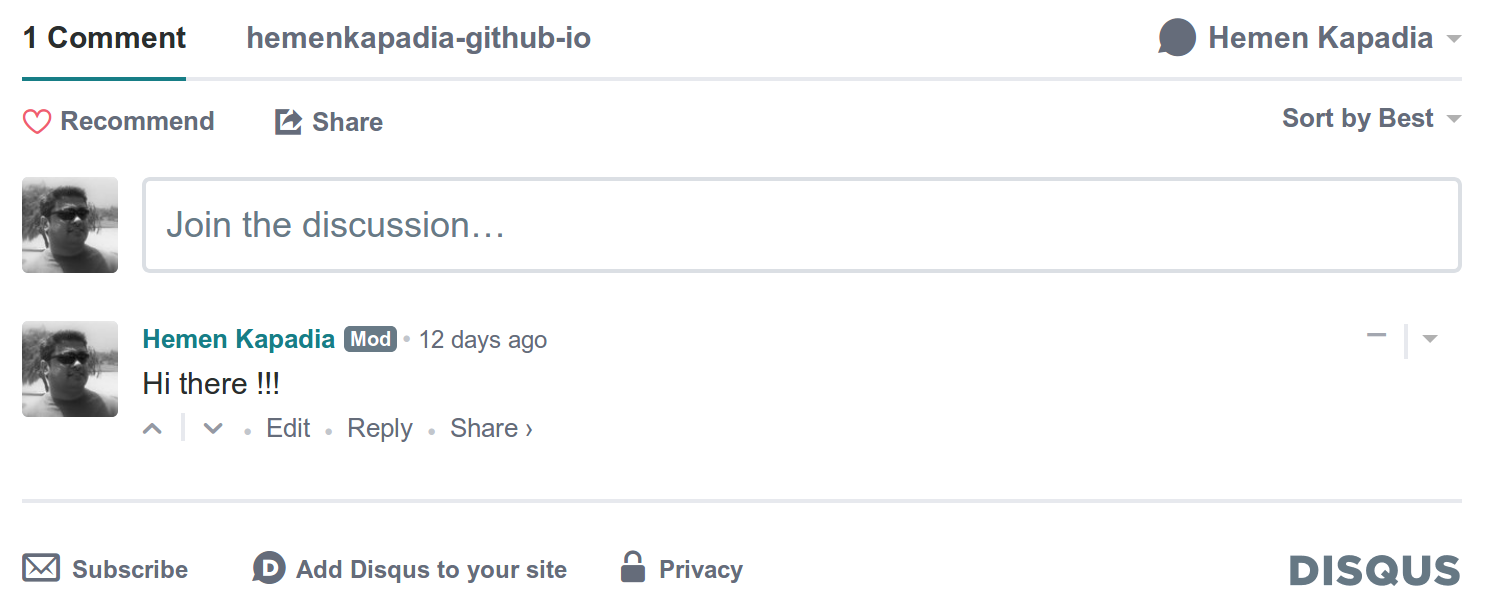 1 Comment hemenkapadia-github-io Hemen Kapadia
Recommend Share Sort by Best
Join the discussion…
Hemen Kapadia Mod • 12 days ago
Hi there !!!
• Edit • Reply • Share ›
Subscribe D Add Disqus to your site Privacy DISQUS